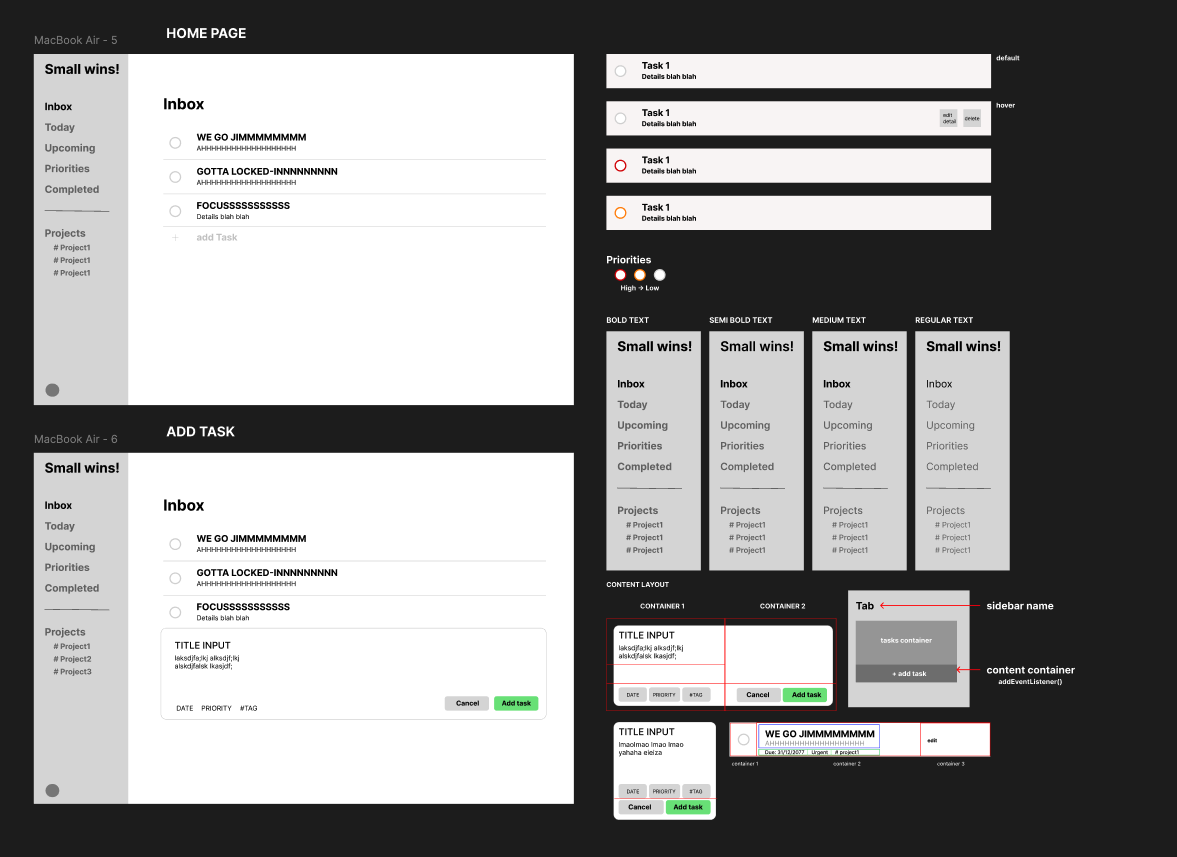 MacBook Air - 5
HOME PAGE
Small wins!
Inbox
Today
Upcoming
Priorities
Completed
Projects
# Project1
# Project1
# Project1
Inbox
WE GO JIMMMMMMMM
AHHHHHHHHHHHHHHHHHHH
GOTTA LOCKED-INNNNNNNNN
AHHHHHHHHHHHHHHHHHHH
FOCUSSSSSSSSSSS
Details blah blah
+ add Task
MacBook Air - 6
ADD TASK
Small wins!
Inbox
Today
Upcoming
Priorities
Completed
Projects
# Project1
# Project2
# Project3
Inbox
WE GO JIMMMMMMMM
AHHHHHHHHHHHHHHHHHHH
GOTTA LOCKED-INNNNNNNNN
AHHHHHHHHHHHHHHHHHHH
FOCUSSSSSSSSSSS
Details blah blah
TITLE INPUT
laksdjfa;lkj alksdjf;lkj
alskdjfalsk lkasjdf;
DATE PRIORITY #TAG
Cancel Add task
Task 1
Details blah blah
default
Task 1
Details blah blah
edit
detail
delete
hover
Task 1
Details blah blah
Task 1
Details blah blah
Priorities
High → Low
BOLD TEXT
Small wins!
Inbox
Today
Upcoming
Priorities
Completed
Projects
# Project1
# Project1
# Project1
SEMI BOLD TEXT
Small wins!
Inbox
Today
Upcoming
Priorities
Completed
Projects
# Project1
# Project1
# Project1
MEDIUM TEXT
Small wins!
Inbox
Today
Upcoming
Priorities
Completed
Projects
# Project1
# Project1
# Project1
REGULAR TEXT
Small wins!
Inbox
Today
Upcoming
Priorities
Completed
Projects
# Project1
# Project1
# Project1
CONTENT LAYOUT
CONTAINER 1 CONTAINER 2
TITLE INPUT
laksdjfa;lkj alksdjf;lkj
alskdjfalsk lkasjdf;
DATE PRIORITY #TAG
Cancel Add task
Tab
sidebar name
tasks container
+ add task
content container
addEventListener()
TITLE INPUT
lmaolmao lmao lmao
yahaha eleiza
DATE PRIORITY #TAG
Cancel Add task
WE GO JIMMMMMMMM
AHHHHHHHHHHHHHHHHHHH
Due: 31/12/2077 | Urgent | # project1
edit
container 1 container 2 container 3